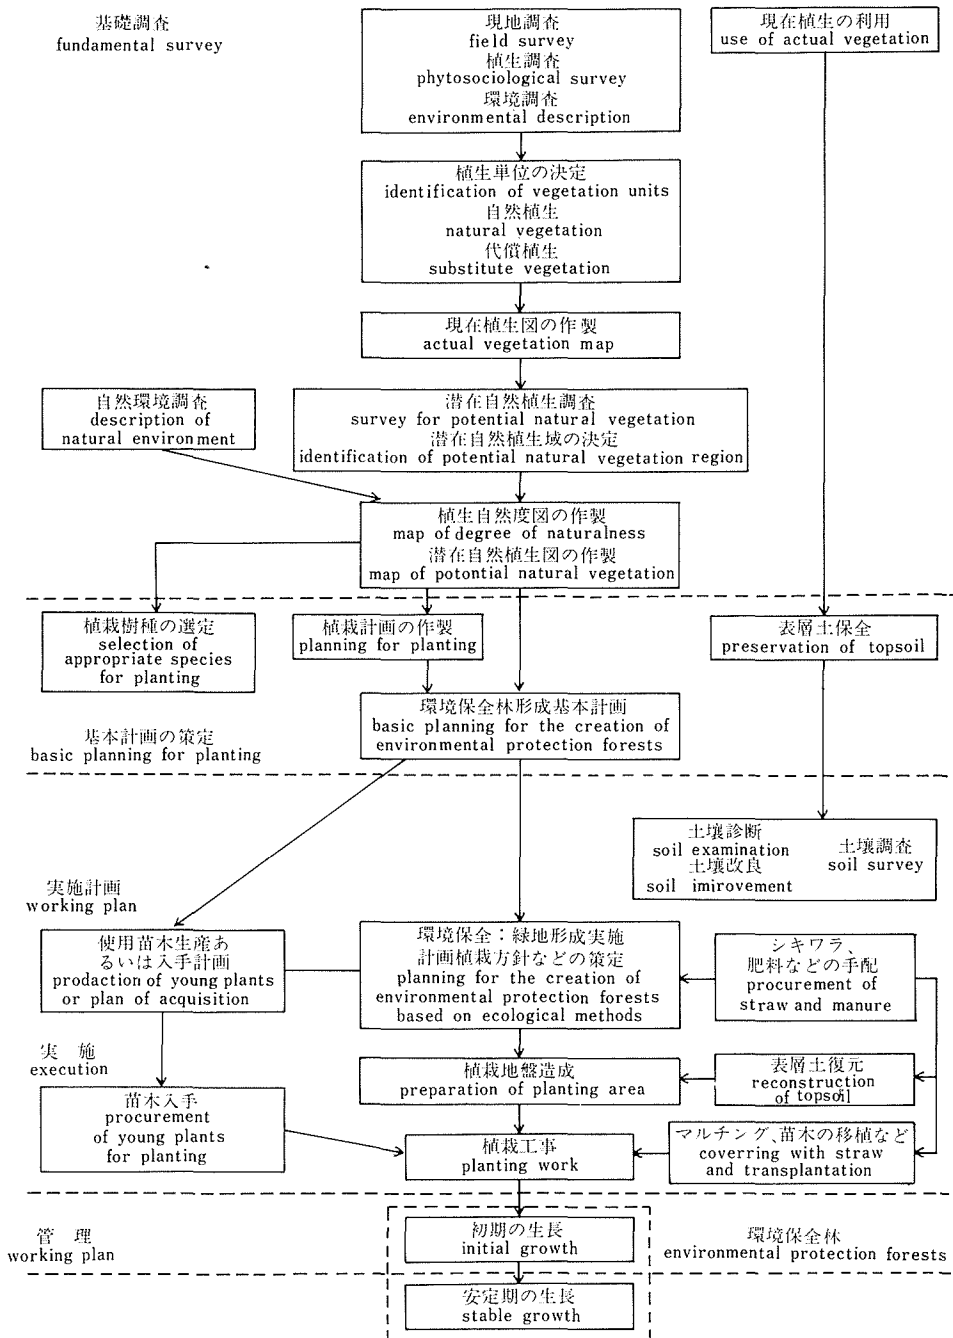 基礎調査
fundamental survey
現地調査
field survey
植生調査
phytosociological survey
環境調査
environmental description
現在植生の利用
use of actual vegetation
植生単位の決定
identification of vegetation units
自然植生
natural vegetation
代償植生
substitute vegetation
現在植生図の作製
actual vegetation map
自然環境調査
description of
natural environment
潜在自然植生調査
survey for potential natural vegetation
潜在自然植生域の決定
identification of potential natural vegetation region
植生自然度図の作製
map of degree of naturalness
潜在自然植生図の作製
map of potontial natural vegetation
植栽樹種の選定
selection of
appropriate species
for planting
植栽計画の作製
planning for planting
表層土保全
preservation of topsoil
環境保全林形成基本計画
basic planning for the creation of
environmental protection forests
基本計画の策定
basic planning for planting
土壌診断
soil examination
土壌改良
soil imirovement
土壌調査
soil survey
実施計画
working plan
使用苗木生産あ
るいは入手計画
prodaction of young plants
or plan of acquisition
環境保全：緑地形成実施
計画植栽方針などの策定
planning for the creation of
environmental protection forests
based on ecological methods
シキワラ、
肥料などの手配
procurement of
straw and manure
実 施
execution
植栽地盤造成
preparation of planting area
表層土復元
reconstruction
of topsoil
苗木入手
procurement
of young plants
for planting
植栽工事
planting work
マルチング、苗木の移植など
coverring with straw
and transplantation
管 理
working plan
初期の生長
initial growth
環境保全林
environmental protection forests
安定期の生長
stable growth